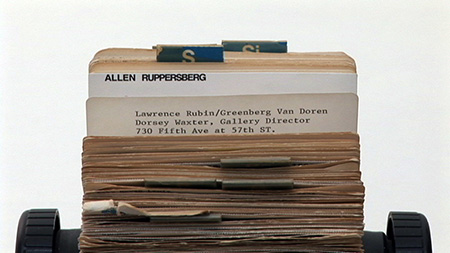 S Si
ALLEN RUPPERSBERG
Lawrence Rubin/Greenberg Van Doren
Dorsey Waxter, Gallery Director
730 Fifth Ave at 57th ST.